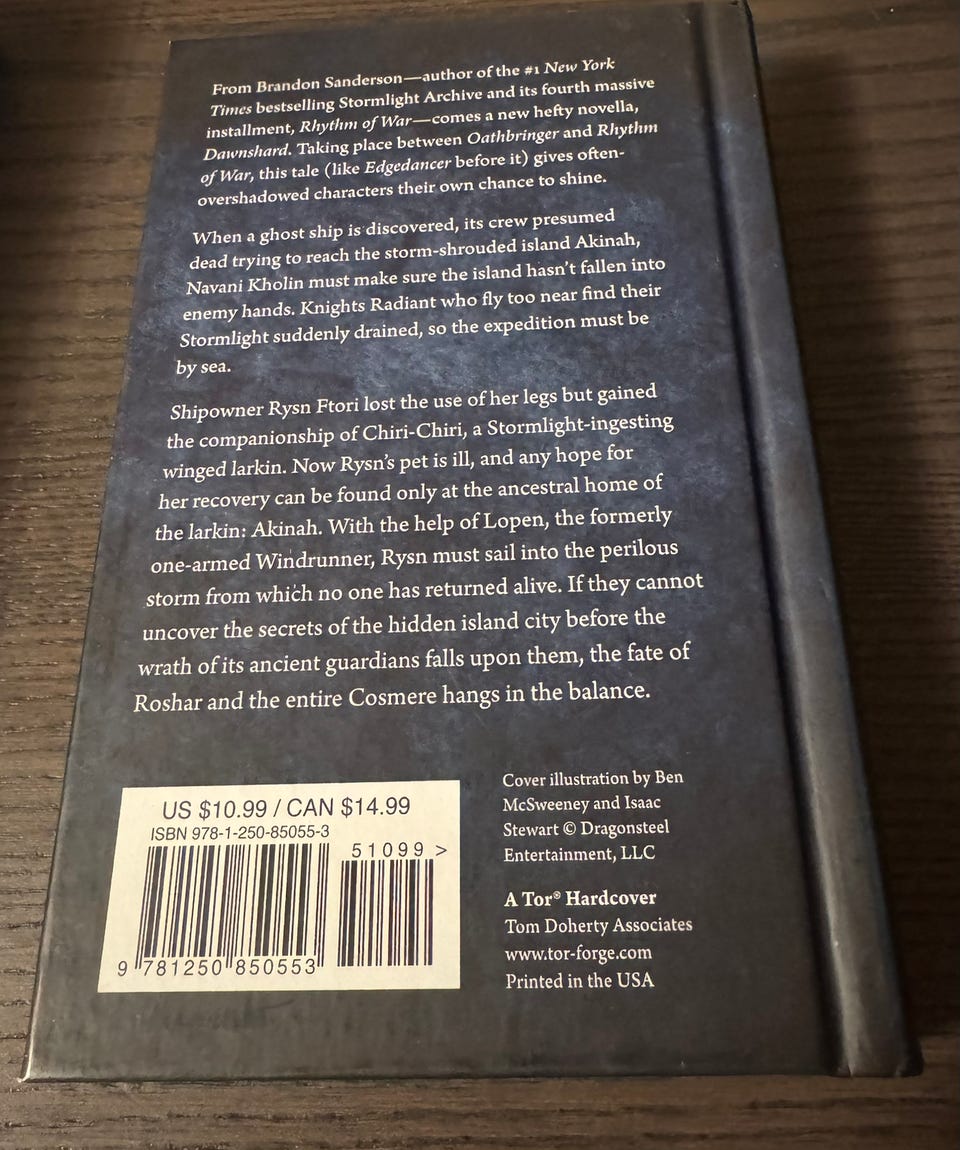 From Brandon Sanderson—author of the #1 New York
Times bestselling Stormlight Archive and its fourth massive
installment, Rhythm of War—comes a new hefty novella,
Dawnshard. Taking place between Oathbringer and Rhythm
of War, this tale (like Edgedancer before it) gives often-
overshadowed characters their own chance to shine.
When a ghost ship is discovered, its crew presumed
dead trying to reach the storm-shrouded island Akinah,
Navani Kholin must make sure the island hasn't fallen into
enemy hands. Knights Radiant who fly too near find their
Stormlight suddenly drained, so the expedition must be
by sea.
Shipowner Rysn Ftori lost the use of her legs but gained
the companionship of Chiri-Chiri, a Stormlight-ingesting
winged larkin. Now Rysn's pet is ill, and any hope for
her recovery can be found only at the ancestral home of
the larkin: Akinah. With the help of Lopen, the formerly
one-armed Windrunner, Rysn must sail into the perilous
storm from which no one has returned alive. If they cannot
uncover the secrets of the hidden island city before the
wrath of its ancient guardians falls upon them, the fate of
Roshar and the entire Cosmere hangs in the balance.
US $10.99 / CAN $14.99
ISBN 978-1-250-85055-3
51099 >
9 781250 850553
Cover illustration by Ben
McSweeney and Isaac
Stewart © Dragonsteel
Entertainment, LLC
A Tor® Hardcover
Tom Doherty Associates
www.tor-forge.com
Printed in the USA